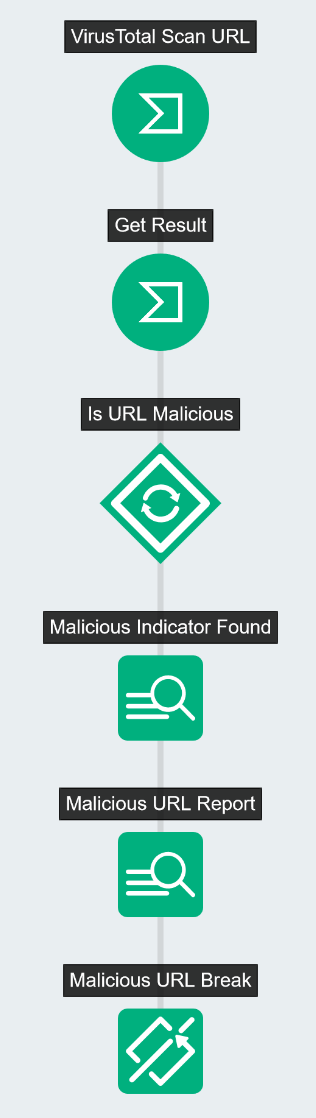 VirusTotal Scan URL
Get Result
Is URL Malicious
Malicious Indicator Found
Malicious URL Report
Malicious URL Break